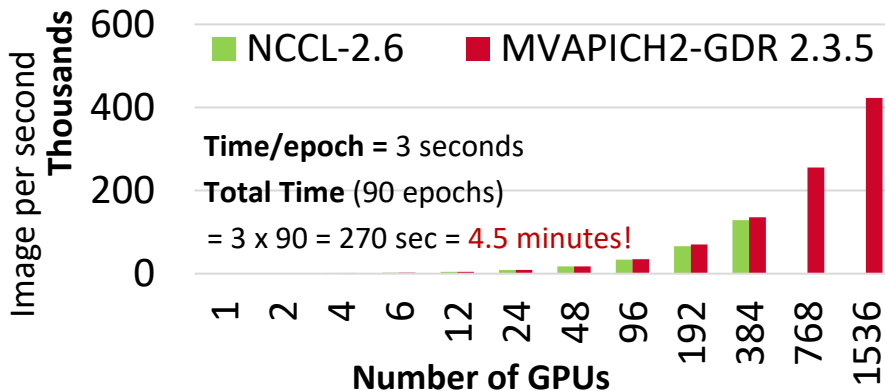 600
NCCL-2.6 MVAPICH2-GDR 2.3.5
Image per second
Thousands
400
Time/epoch = 3 seconds
200
Total Time (90 epochs)
= 3 x 90 = 270 sec = 4.5 minutes!
0
1 2 4 6 12 24 48 96 192 384 768 1536
Number of GPUs